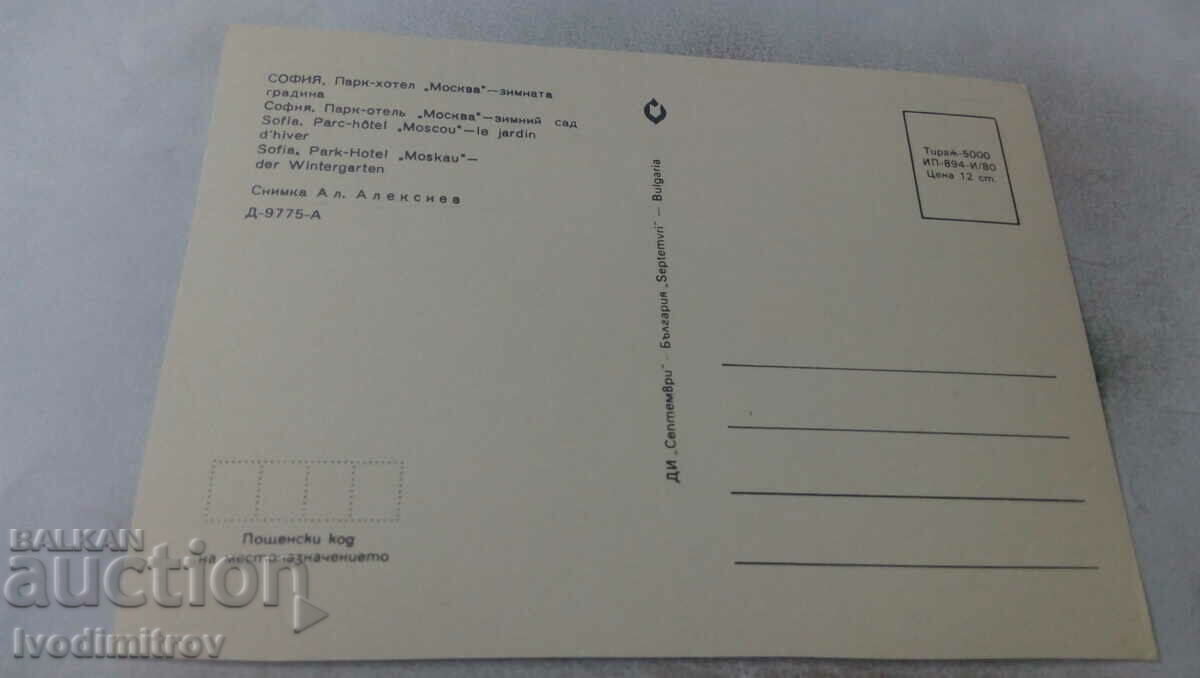 СОФИЯ. Парк-хотел „Москва"—зимната
градина
София. Парк-отель „Москва"—зимний сад
Sofia. Parc-hôtel „Moscou"—le jardin
d'hiver
Sofia. Park-Hotel „Moskau"—
der Wintergarten
Снимка Ал. Алексиев
Д-9775-А
ДИ „Септември" - България „Septemvri" — Bulgaria
Тираж-5000
ИП-894-И/80
Цена 12 ст.
Пощенски код
на местоназначението
BALKAN
auction
Ivodimitrov